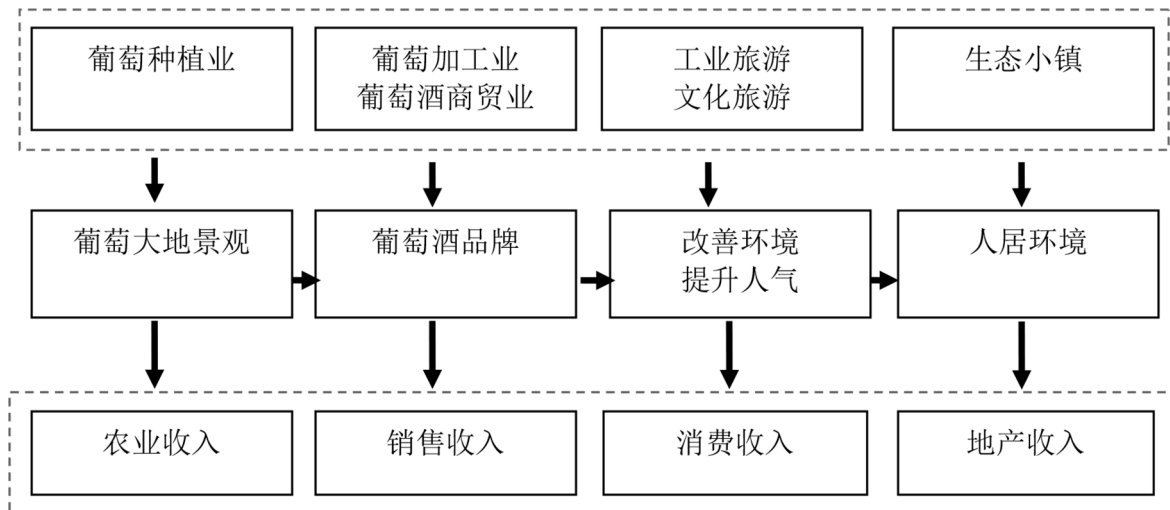 葡萄种植业
葡萄加工业
葡萄酒商贸业
工业旅游
文化旅游
生态小镇
葡萄大地景观
葡萄酒品牌
改善环境
提升人气
人居环境
农业收入
销售收入
消费收入
地产收入